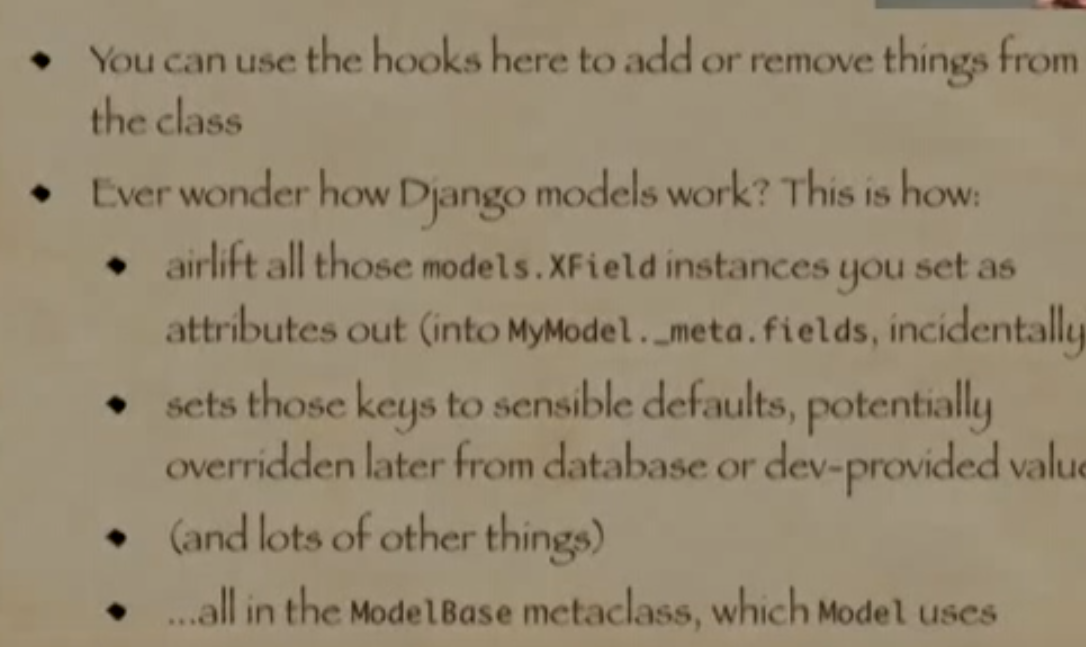 You can use the hooks here to add or remove things from
the class
Ever wonder how Django models work? This is how:
airlift all those models.XField instances you set as
attributes out (into MyModel._meta.fields, incidentally
sets those keys to sensible defaults, potentially
overridden later from database or dev-provided
(and lots of other things)
...all in the ModelBase metaclass, which Model uses